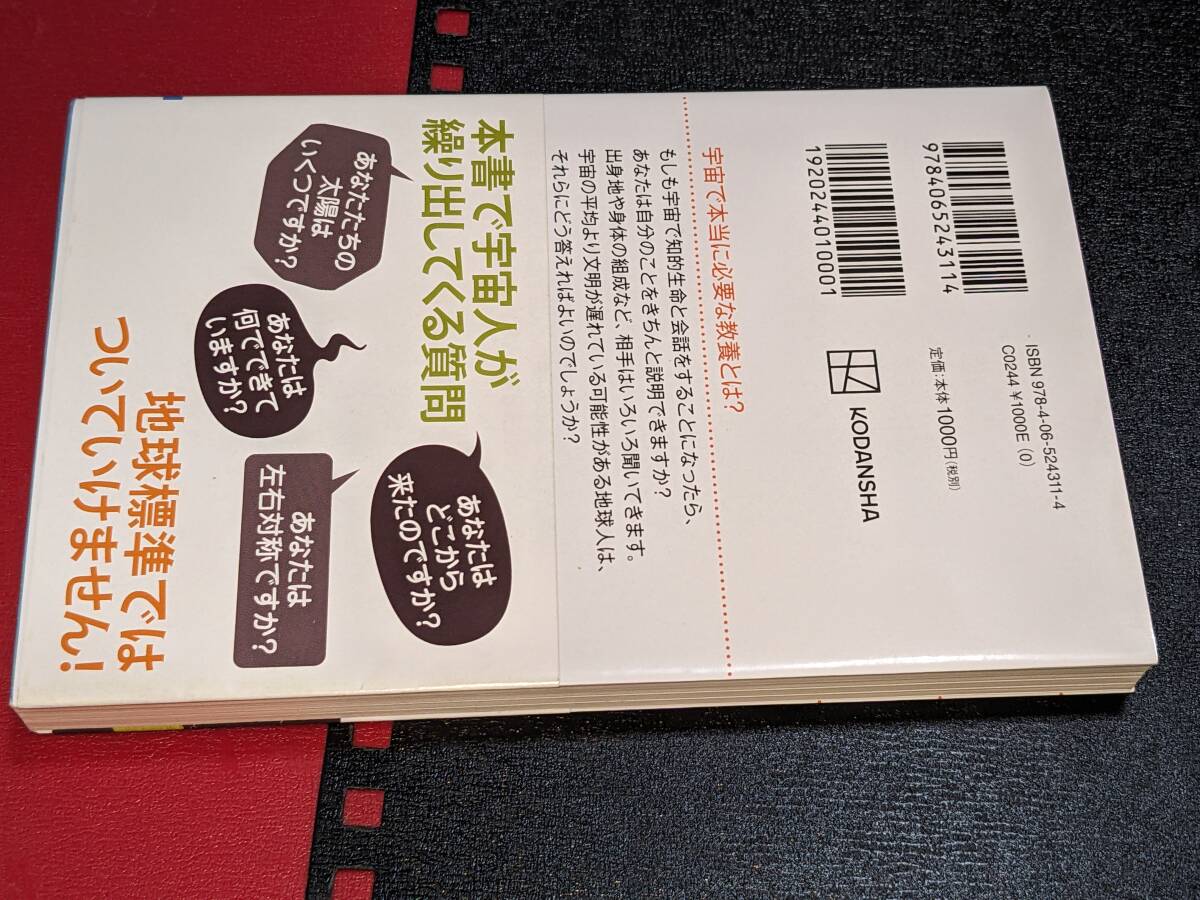 9784065243114
1920244010001
ISBN 978-4-06-524311-4
C0244 ¥1000E (0)
定価:本体1000円(税別)
KODANSHA
宇宙で本当に必要な教養とは?
もしも宇宙で知的生命と会話をすることになったら、
あなたは自分のことをきちんと説明できますか?
出身地や身体の組成など、相手はいろいろ聞いてきます。
宇宙の平均より文明が遅れている可能性がある地球人は、
それらにどう答えればよいのでしょうか?
本書で宇宙人が
繰り出してくる質問
あなたたちの
太陽は
いくつですか?
あなたは
どこから
来たのですか?
あなたは
何でできて
いますか?
あなたは
左右対称ですか?
地球標準では
ついていけません!